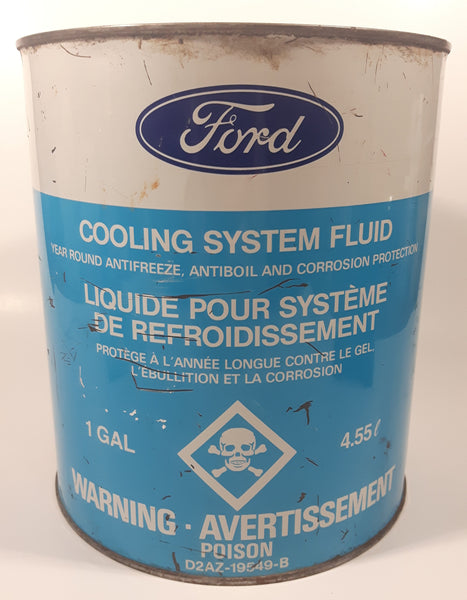 Ford
COOLING SYSTEM FLUID
YEAR ROUND ANTIFREEZE, ANTIBOIL AND CORROSION PROTECTION
LIQUIDE POUR SYSTÈME
DE REFROIDISSEMENT
PROTÈGE À L'ANNÉE LONGUE CONTRE LE GEL,
L'ÉBULLITION ET LA CORROSION
1 GAL
4.55ℓ
WARNING · AVERTISSEMENT
POISON
D2AZ-19549-B